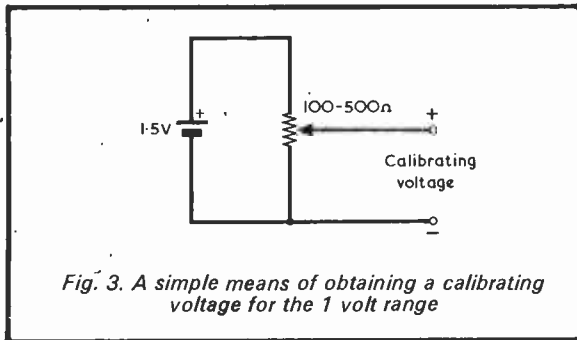 +
1·5V
100-500Ω
+
Calibrating
voltage
−
Fig. 3. A simple means of obtaining a calibrating
voltage for the 1 volt range